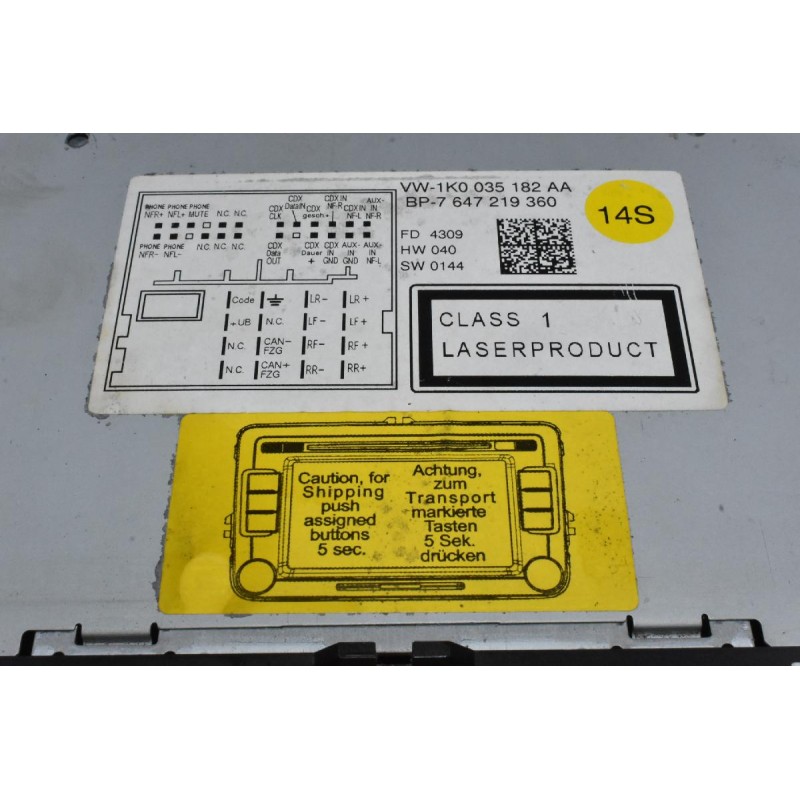 VW-1K0 035 182 AA
BP-7 647 219 360
14S
FD 4309
HW 040
SW 0144
CLASS 1
LASERPRODUCT
PHONE PHONE PHONE
NFR+ NFL+ MUTE N.C. N.C.
PHONE PHONE
NFR- NFL- N.C. N.C. N.C.
CDX CDX IN AUX-
CDX DataIN NF-R CDX IN IN
CLK gesch+ NF-L NF-R
CDX CDX CDX AUX- AUX-
Data Dauer IN IN IN
OUT + GND GND NF-L
Code LR- LR+
+UB N.C. LF- LF+
N.C. CAN- FZG RF- RF+
N.C. CAN+ FZG RR- RR+
Caution, for
Shipping
push
assigned
buttons
5 sec.
Achtung,
zum
Transport
markierte
Tasten
5 Sek.
drücken